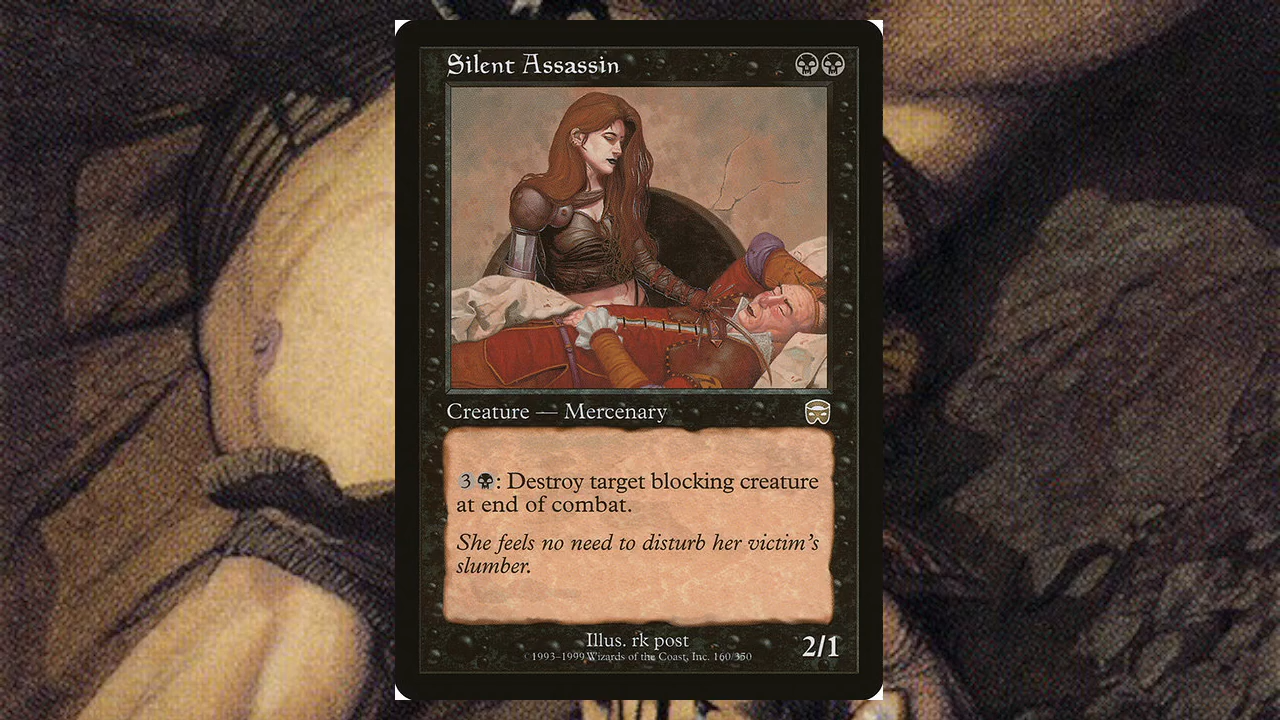 Silent Assassin
Creature — Mercenary
3: Destroy target blocking creature
at end of combat.
She feels no need to disturb her victim's
slumber.
Illus. rk post
©1993–1999 Wizards of the Coast, Inc. 160/350
2/1